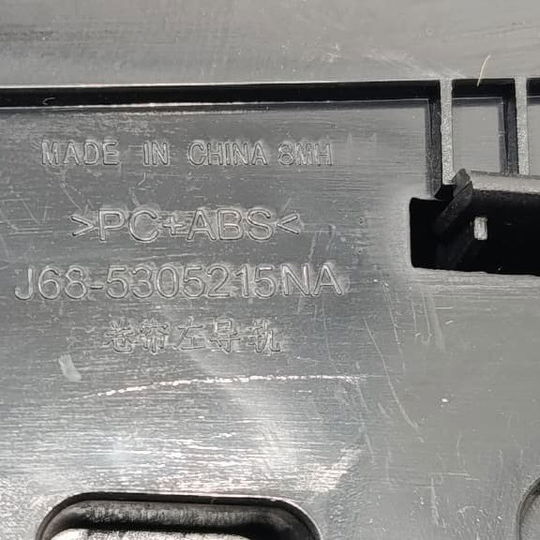 MADE IN CHINA 8MH
>PC+ABS<
J68-5305215NA
卷帘左导轨